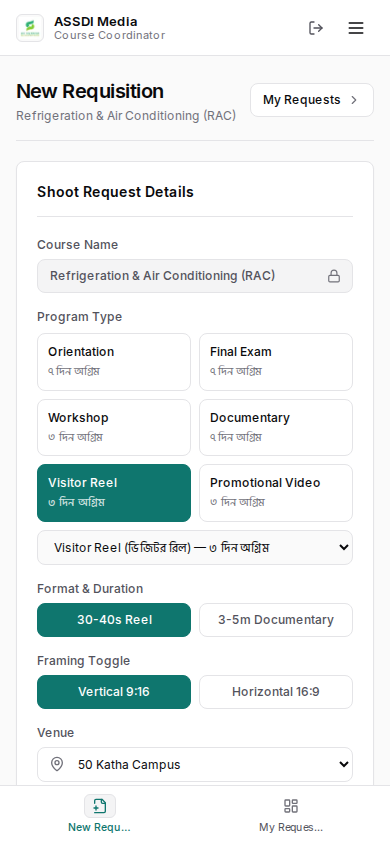 ASSDI Media
Course Coordinator
New Requisition
Refrigeration & Air Conditioning (RAC)
My Requests
Shoot Request Details
Course Name
Refrigeration & Air Conditioning (RAC)
Program Type
Orientation
৭ দিন অগ্রিম
Final Exam
৭ দিন অগ্রিম
Workshop
৩ দিন অগ্রিম
Documentary
৭ দিন অগ্রিম
Visitor Reel
৩ দিন অগ্রিম
Promotional Video
৩ দিন অগ্রিম
Visitor Reel (ভিজিটর রিল) — ৩ দিন অগ্রিম
Format & Duration
30-40s Reel
3-5m Documentary
Framing Toggle
Vertical 9:16
Horizontal 16:9
Venue
50 Katha Campus
New Requ...
My Reques...